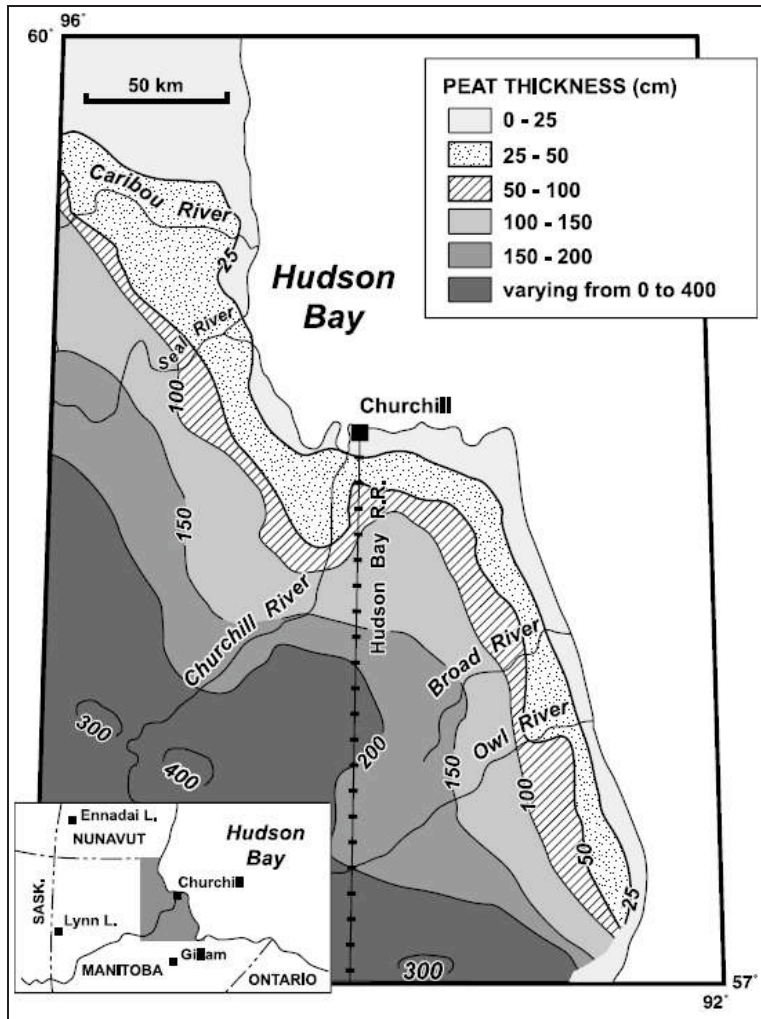 96°
60°
50 km
PEAT THICKNESS (cm)
0 - 25
25 - 50
50 - 100
100 - 150
150 - 200
varying from 0 to 400
Caribou River
25
Hudson
Bay
Seal River
100
Churchill
150
Hudson Bay R.R.
Churchill River
Broad River
Owl River
300
400
200
150
100
50
25
300
Ennadai L.
NUNAVUT
Hudson
Bay
SASK.
Churchill
Lynn L.
Gillam
MANITOBA
ONTARIO
57°
92°